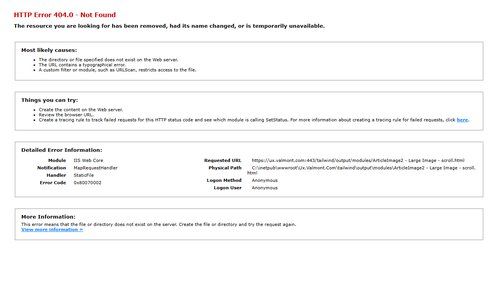 HTTP Error 404.0 - Not Found
The resource you are looking for has been removed, had its name changed, or is temporarily unavailable.
Most likely causes:
The directory or file specified does not exist on the Web server.
The URL contains a typographical error.
A custom filter or module, such as URLScan, restricts access to the file.
Things you can try:
Create the content on the Web server.
Review the browser URL.
Create a tracing rule to track failed requests for this HTTP status code and see which module is calling SetStatus. For more information about creating a tracing rule for failed requests, click here.
Detailed Error Information:
Module IIS Web Core
Notification MapRequestHandler
Handler StaticFile
Error Code 0x80070002
Requested URL https://ux.valmont.com:443/tailwind/output/modules/ArticleImage2 - Large Image - scroll.html
Physical Path C:\inetpub\wwwroot\Ux.Valmont.Com\tailwind\output\modules\ArticleImage2 - Large Image - scroll.
html
Logon Method Anonymous
Logon User Anonymous
More Information:
This error means that the file or directory does not exist on the server. Create the file or directory and try the request again.
View more information »